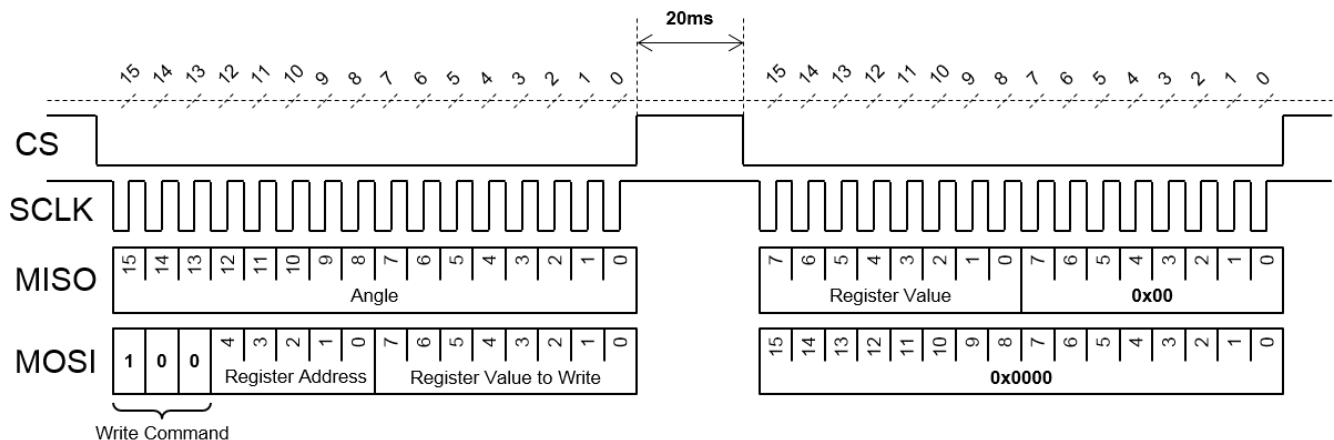 20ms
15 14 13 12 11 10 9 8 7 6 5 4 3 2 1 0 15 14 13 12 11 10 9 8 7 6 5 4 3 2 1 0
CS
SCLK
MISO 15 14 13 12 11 10 9 8 7 6 5 4 3 2 1 0 7 6 5 4 3 2 1 0 7 6 5 4 3 2 1 0
Angle Register Value 0x00
MOSI 1 0 0 4 3 2 1 0 7 6 5 4 3 2 1 0 15 14 13 12 11 10 9 8 7 6 5 4 3 2 1 0
Register Address Register Value to Write 0x0000
Write Command